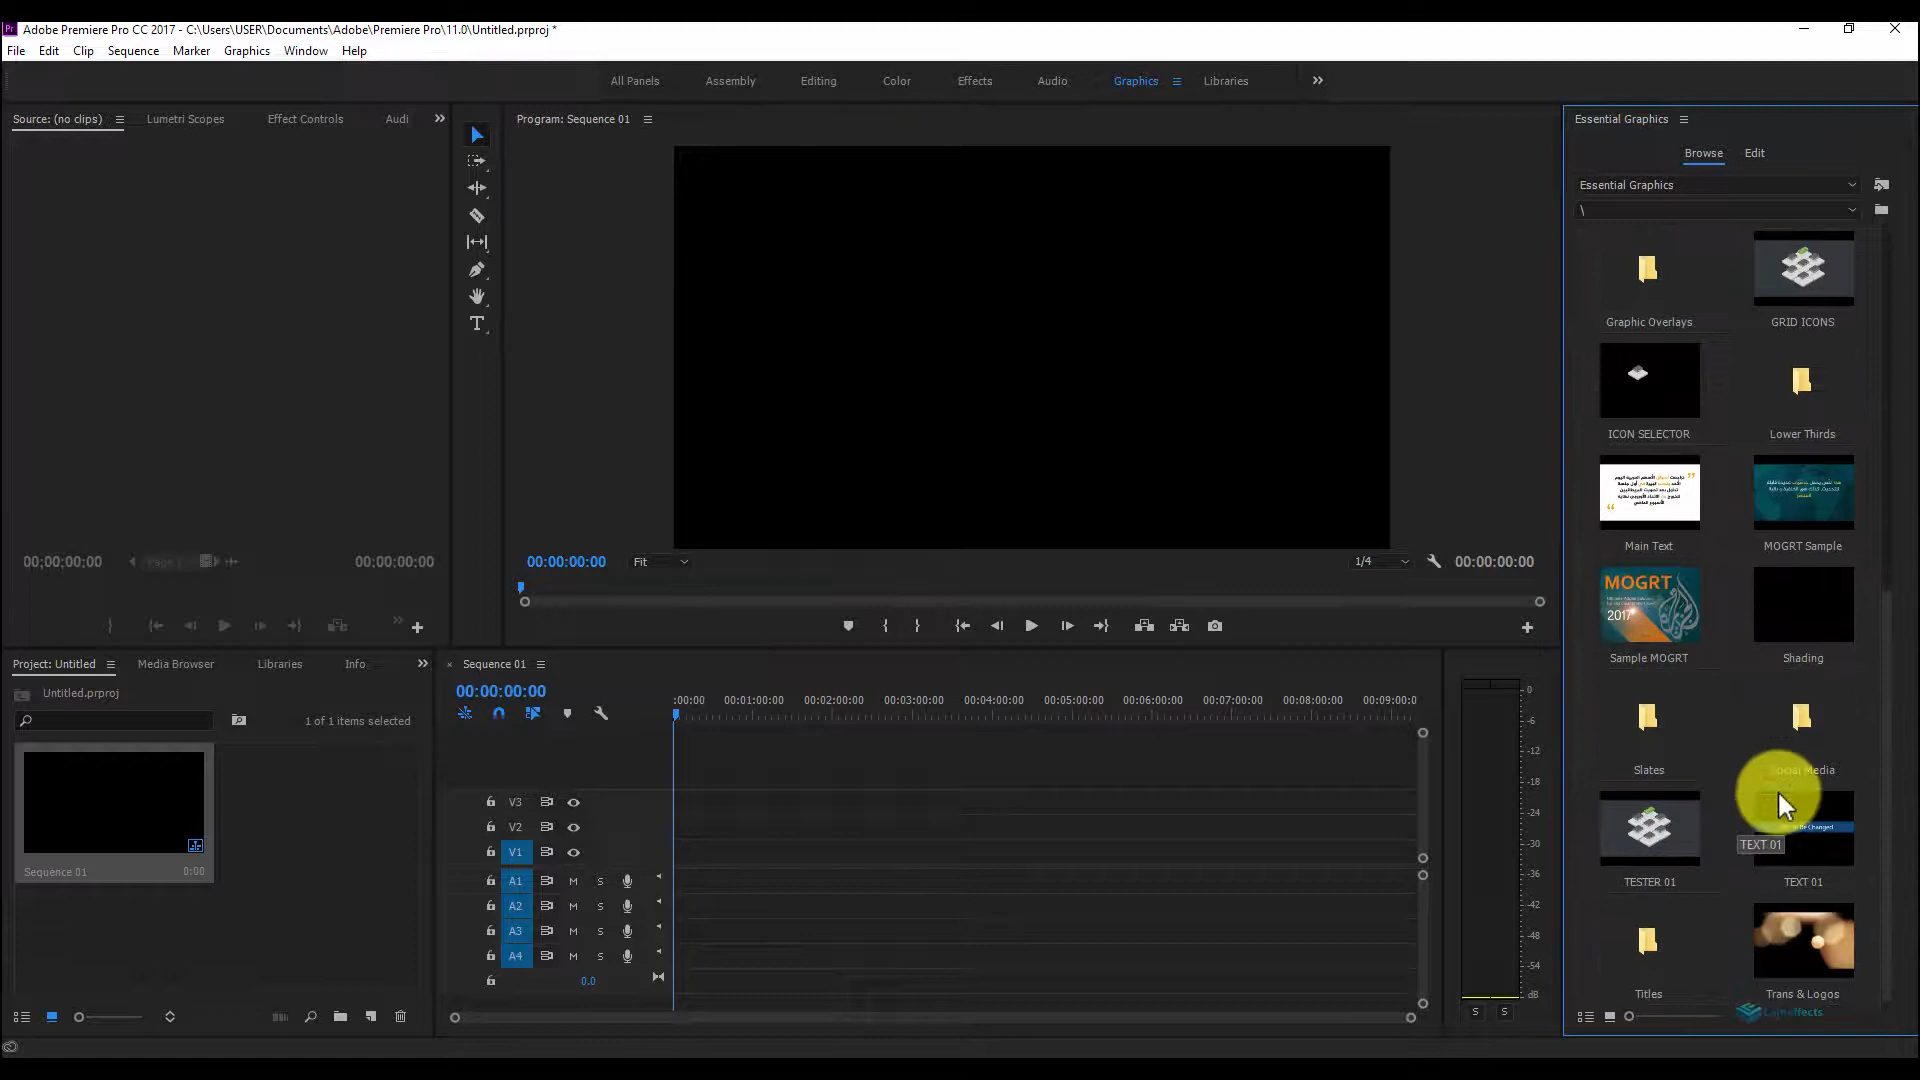 Adobe Premiere Pro CC 2017 - C:\Users\USER\Documents\Adobe\Premiere Pro\11.0\Untitled.prproj *
File Edit Clip Sequence Marker Graphics Window Help
All Panels Assembly Editing Color Effects Audio Graphics Libraries
Source: (no clips) Lumetri Scopes Effect Controls Audi
Program: Sequence 01
Essential Graphics
Browse Edit
Essential Graphics
\
Graphic Overlays GRID ICONS
ICON SELECTOR Lower Thirds
Main Text MOGRT Sample
MOGRT
2017
Sample MOGRT Shading
Slates Social Media
Be Changed
TEXT 01
TESTER 01 TEXT 01
Titles Trans & Logos
00;00;00;00 Page 00:00:00:00
00:00:00:00 Fit 1/4 00:00:00:00
Project: Untitled Media Browser Libraries Info
Untitled.prproj
1 of 1 items selected
Sequence 01 0:00
Sequence 01
00:00:00:00
:00:00 00:01:00:00 00:02:00:00 00:03:00:00 00:04:00:00 00:05:00:00 00:06:00:00 00:07:00:00 00:08:00:00 00:09:00:0
V3
V2
V1
A1 M S
A2 M S
A3 M S
A4 M S
0.0
0
-6
-12
-18
-24
-30
-36
-42
-48
-54
dB
S S